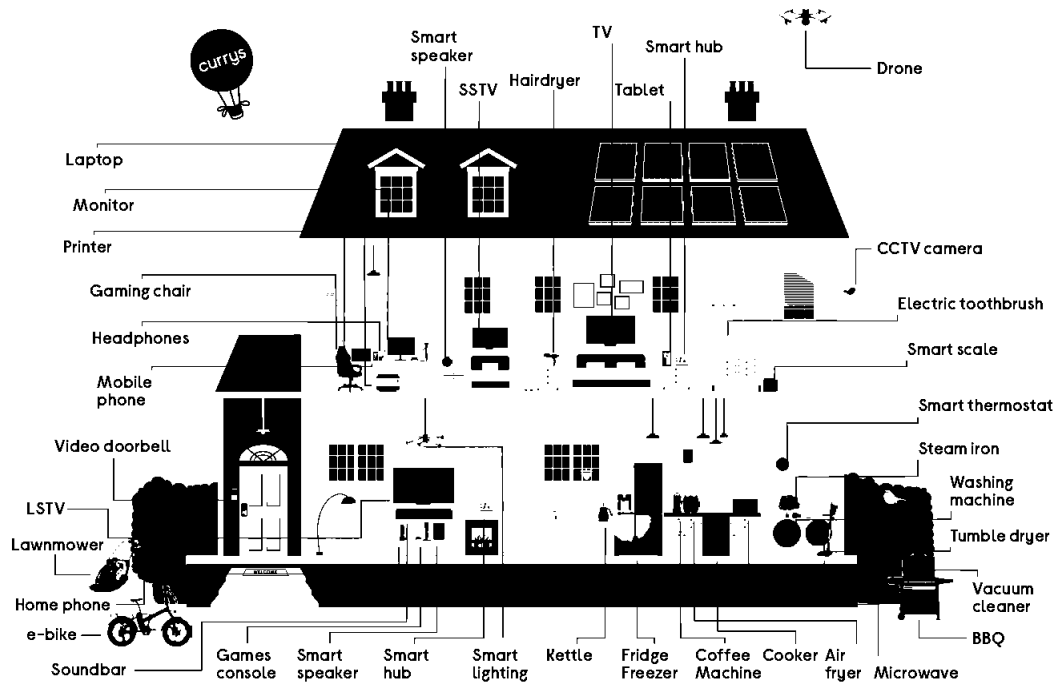 currys
Smart
speaker
SSTV
Hairdryer
TV
Tablet
Smart hub
Drone
Laptop
Monitor
Printer
Gaming chair
Headphones
Mobile
phone
Video doorbell
LSTV
Lawnmower
Home phone
e-bike
Soundbar
Games
console
Smart
speaker
Smart
hub
Smart
lighting
Kettle
Fridge
Freezer
Coffee
Machine
Cooker
Air
fryer
Microwave
BBQ
Vacuum
cleaner
Tumble dryer
Washing
machine
Steam iron
Smart thermostat
Smart scale
Electric toothbrush
CCTV camera
WELCOME